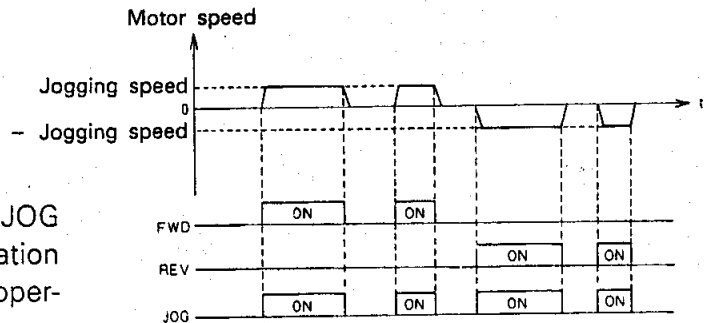 Motor speed
Jogging speed
0
t
– Jogging speed
JOG
ation
oper-
FWD ON ON
REV ON ON
JOG ON ON ON ON